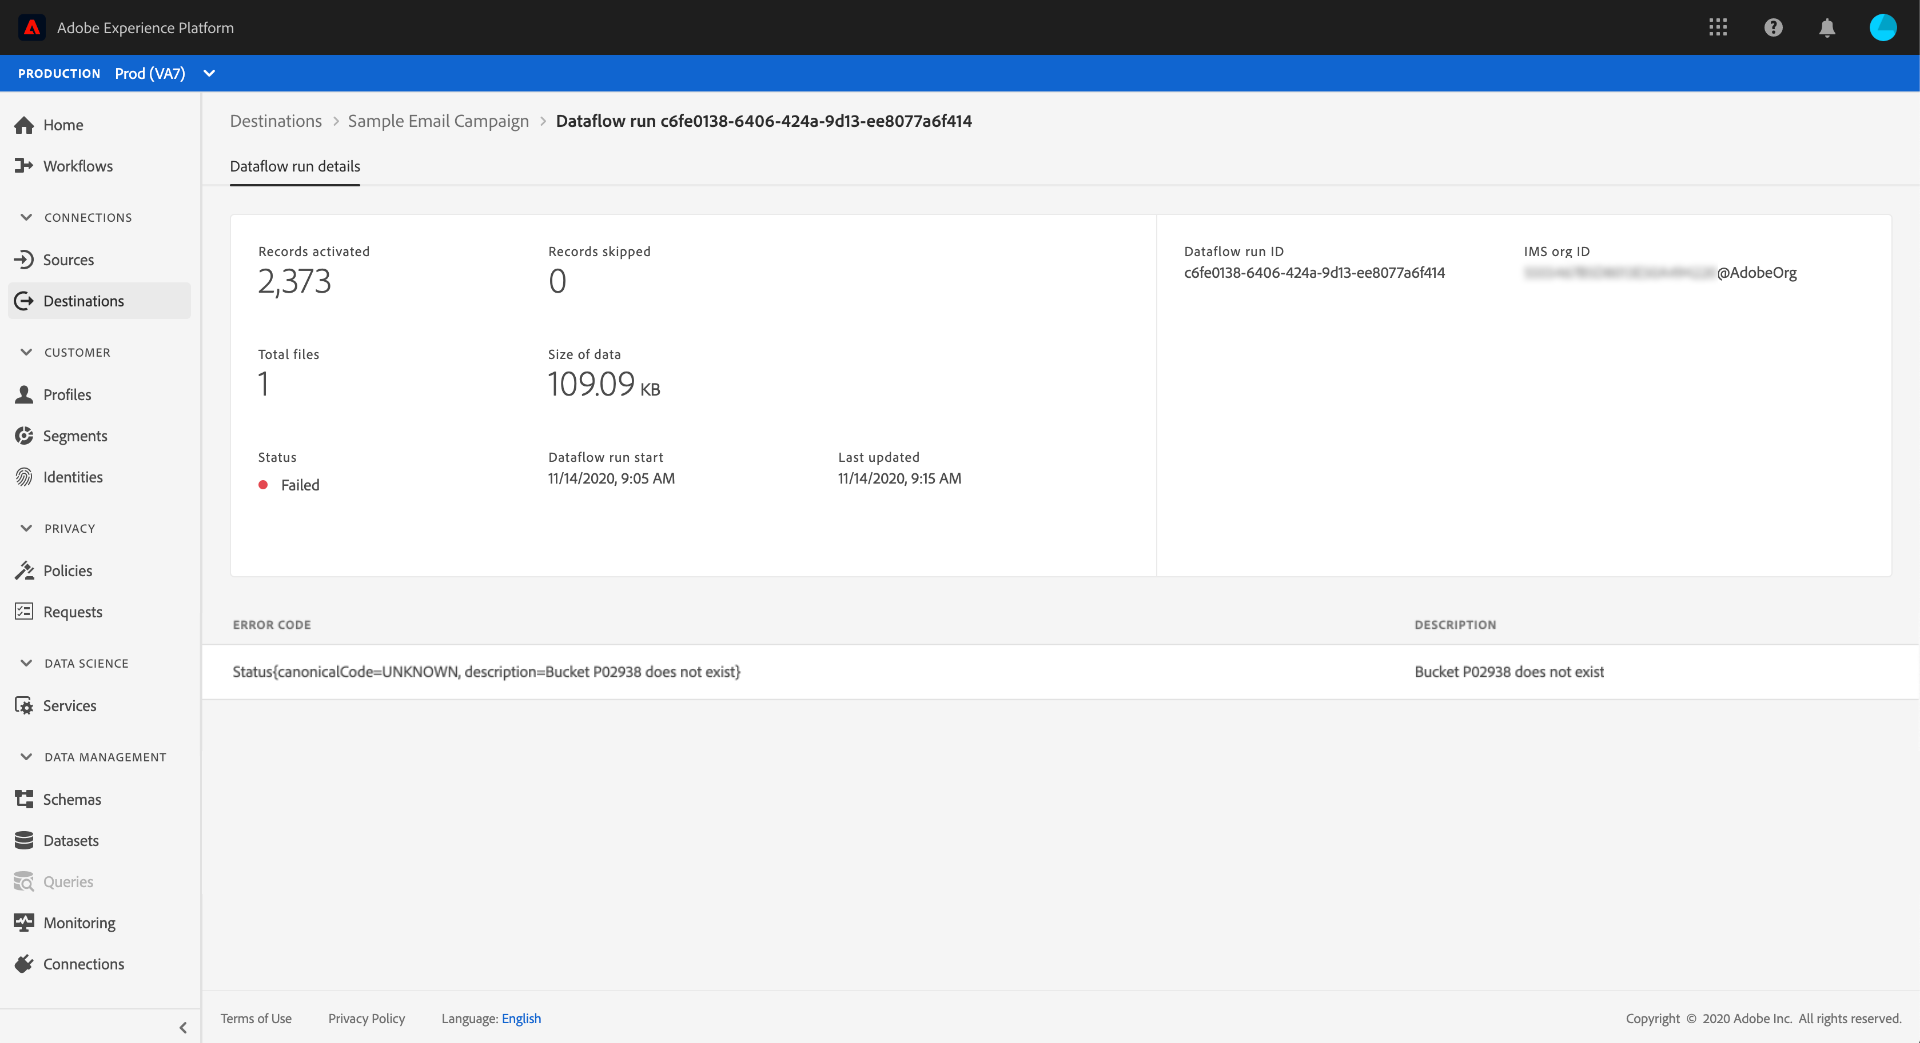 Adobe Experience Platform
PRODUCTION Prod (VA7)
Home
Workflows
CONNECTIONS
Sources
Destinations
CUSTOMER
Profiles
Segments
Identities
PRIVACY
Policies
Requests
DATA SCIENCE
Services
DATA MANAGEMENT
Schemas
Datasets
Queries
Monitoring
Connections
Destinations > Sample Email Campaign > Dataflow run c6fe0138-6406-424a-9d13-ee8077a6f414
Dataflow run details
Records activated
2,373
Records skipped
0
Total files
1
Size of data
109.09 KB
Status
Failed
Dataflow run start
11/14/2020, 9:05 AM
Last updated
11/14/2020, 9:15 AM
Dataflow run ID
c6fe0138-6406-424a-9d13-ee8077a6f414
IMS org ID
@AdobeOrg
ERROR CODE DESCRIPTION
Status{canonicalCode=UNKNOWN, description=Bucket P02938 does not exist} Bucket P02938 does not exist
Terms of Use Privacy Policy Language: English Copyright © 2020 Adobe Inc. All rights reserved.